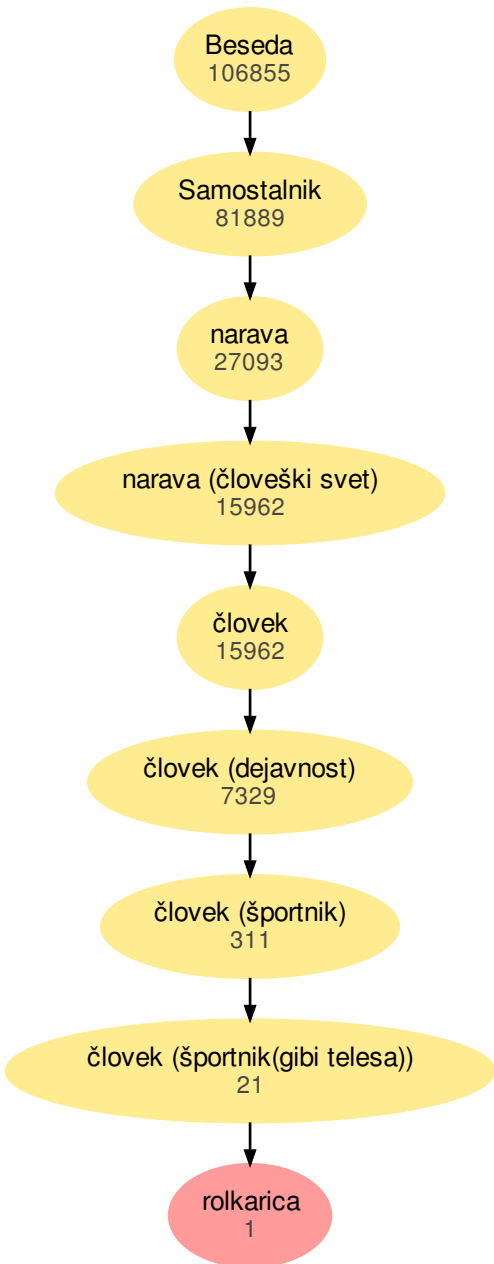 Beseda
106855
Samostalnik
81889
narava
27093
narava (človeški svet)
15962
človek
15962
človek (dejavnost)
7329
človek (športnik)
311
človek (športnik(gibi telesa))
21
rolkarica
1